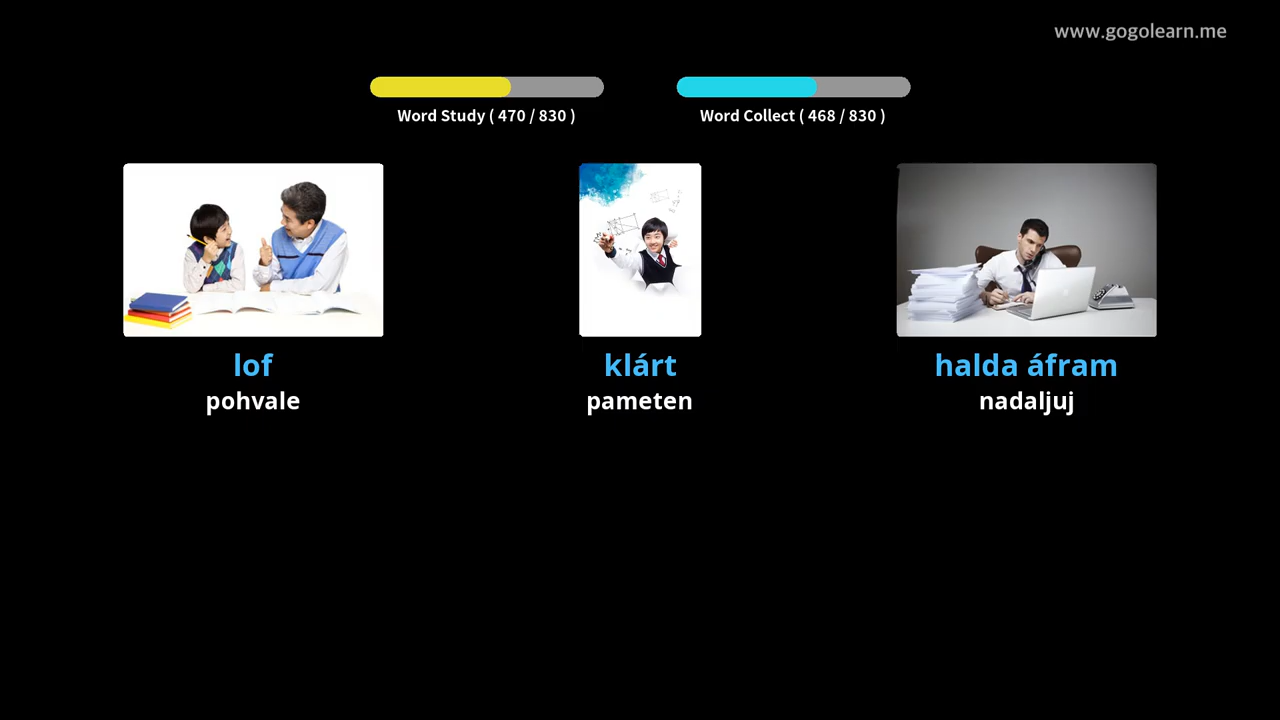 www.gogolearn.me
Word Study ( 470 / 830 )
Word Collect ( 468 / 830 )
lof
pohvale
klárt
pameten
halda áfram
nadaljuj